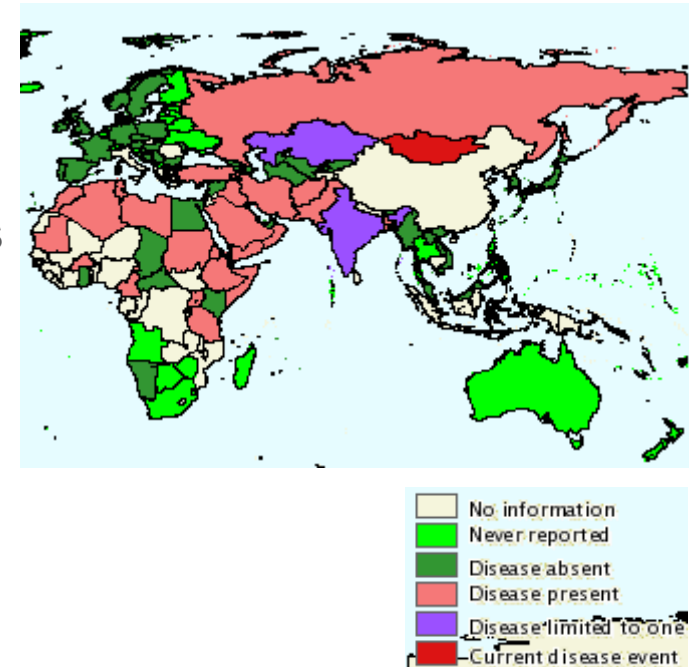 s
No information
Never reported
Disease absent
Disease present
Disease limited to one
Current disease event